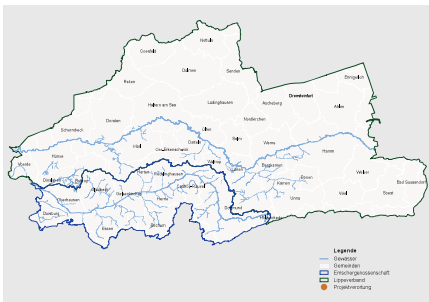 Nottuln
Coesfeld
Dülmen
Senden
Reken
Drensteinfurt
Ennigerloh
Ascheberg
Ahlen
Lüdinghausen
Haltern am See
Nordkirchen
Dorsten
Schermbeck
Olfen
Selm
Werne
Hamm
Marl
Datteln
Oer-Erkenschwick
Hünxe
Voerde
Waltrop
Lünen
Bergkamen
Herten
Recklinghausen
Welver
Bönen
Kamen
Bad Sassendorf
Dinslaken
Bottrop
Gladbeck
Castrop-Rauxel
Oberhausen
Gelsenkirchen
Herne
Unna
Werl
Soest
Dortmund
Duisburg
Essen
Bochum
Holzwickede
Legende
Gewässer
Gemeinden
Emschergenossenschaft
Lippeverband
Projektverortung